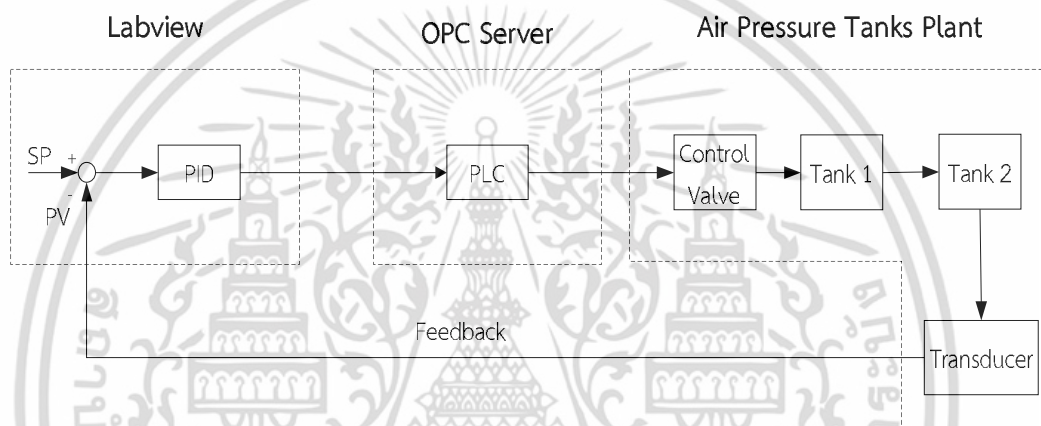 Labview
OPC Server
Air Pressure Tanks Plant
SP
+
-
PV
PID
PLC
Control
Valve
Tank 1
Tank 2
Feedback
Transducer